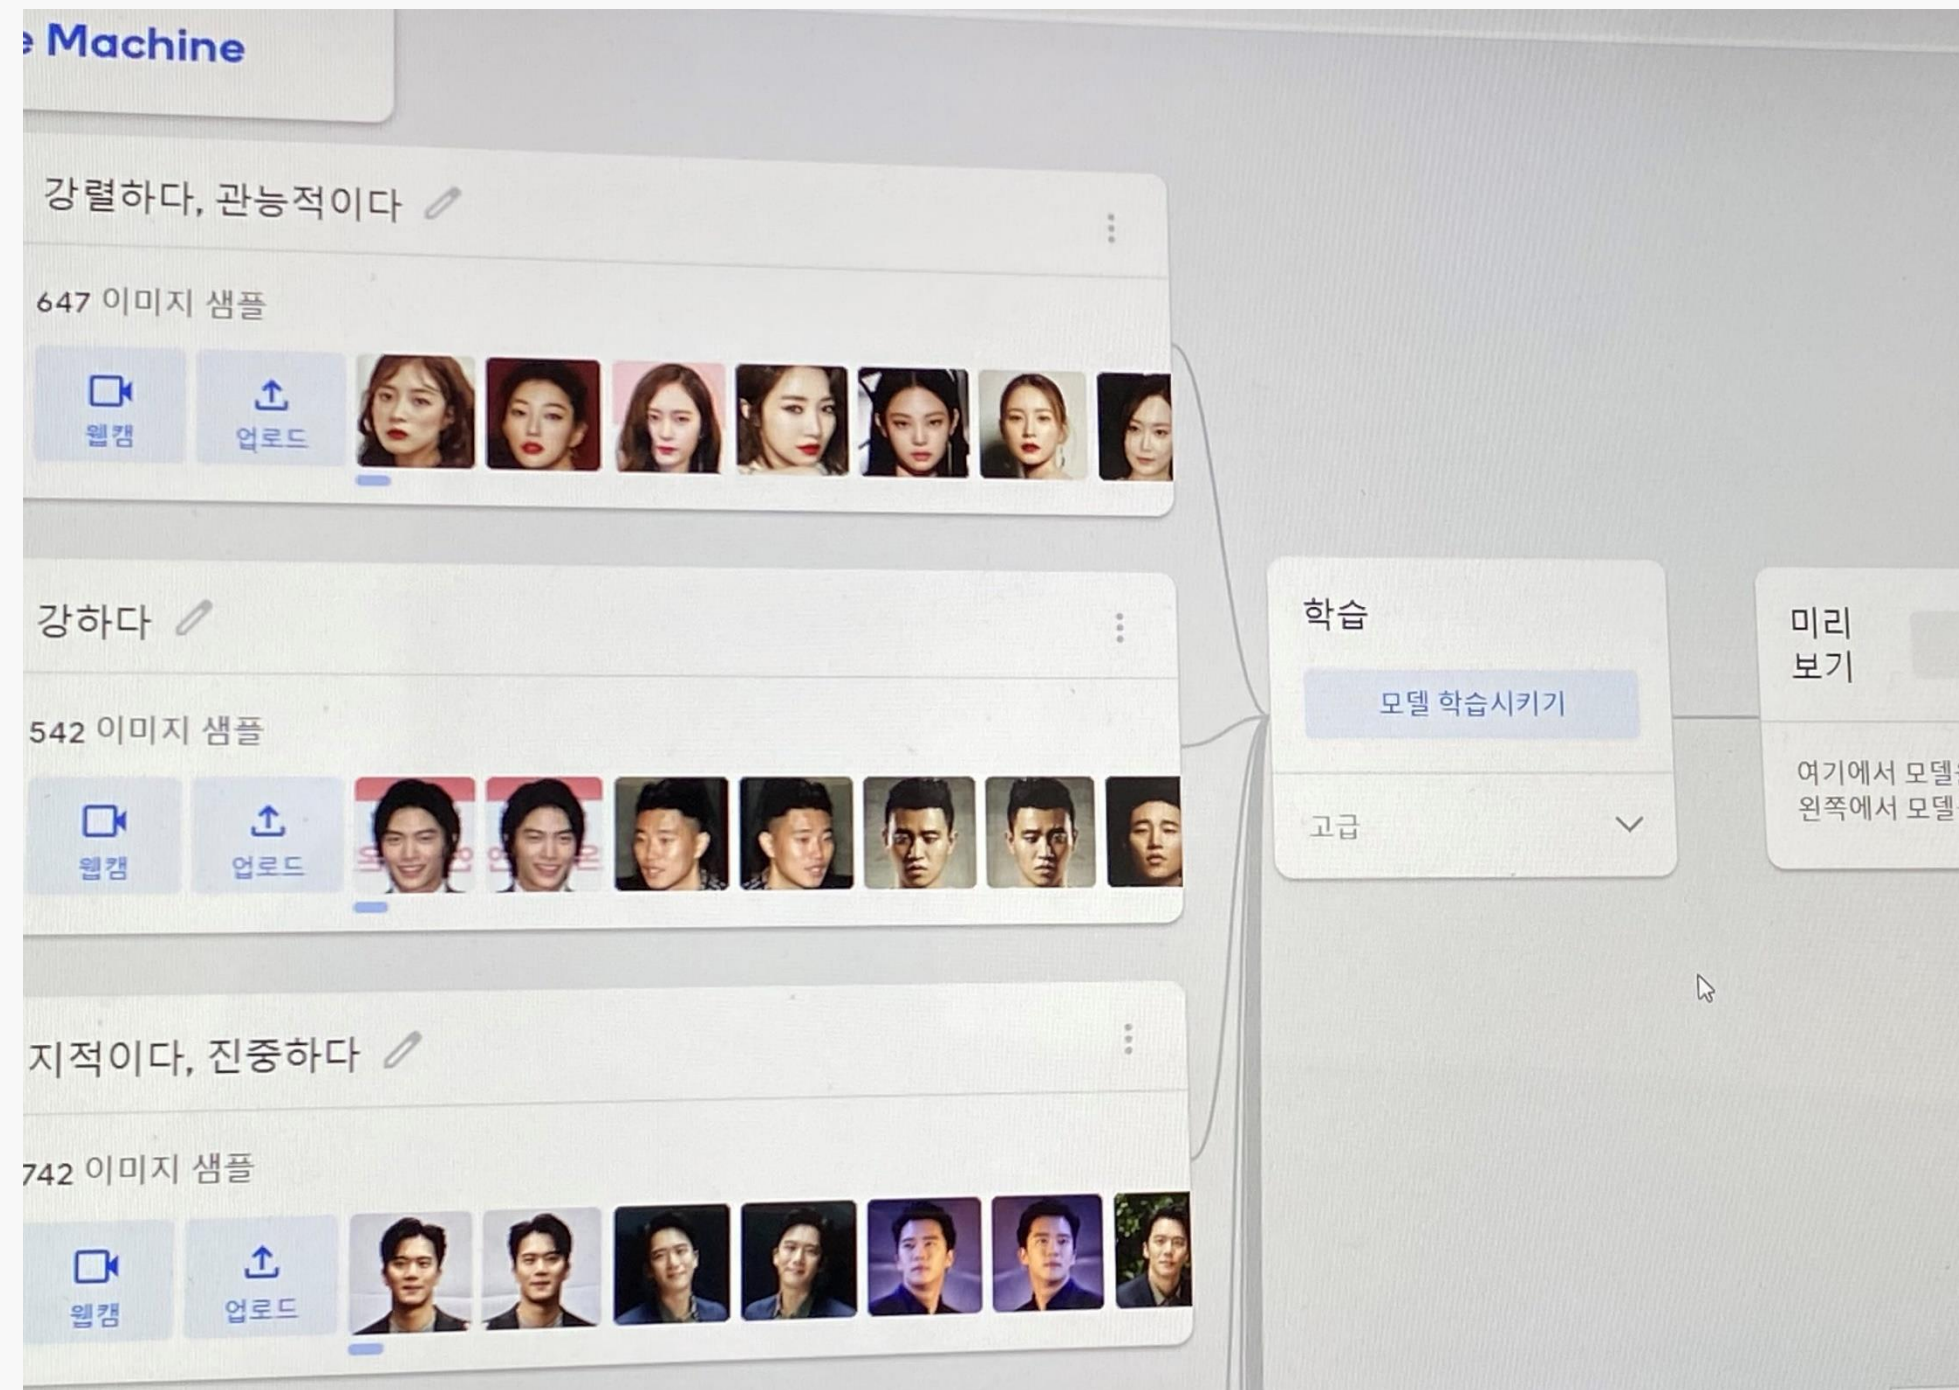 e Machine
강렬하다, 관능적이다
647 이미지 샘플
웹캠
업로드
강하다
542 이미지 샘플
웹캠
업로드
지적이다, 진중하다
742 이미지 샘플
웹캠
업로드
학습
모델 학습시키기
고급
미리
보기
여기에서 모델
왼쪽에서 모델